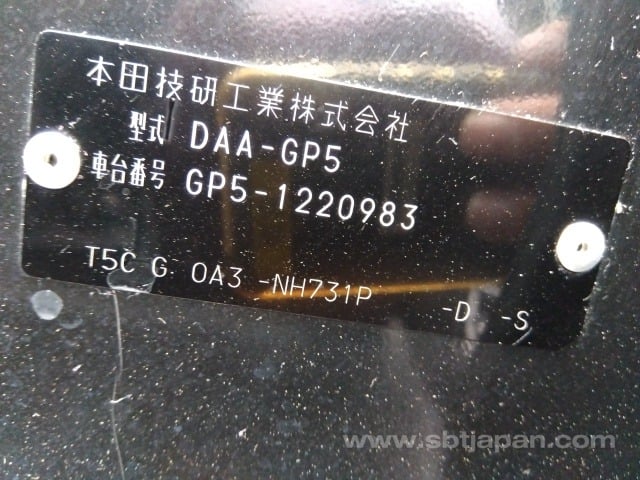 本田技研工業株式会社
型式 DAA-GP5
車台番号 GP5-1220983
T5C G 0A3 -NH731P -D -S
www.sbtjapan.com